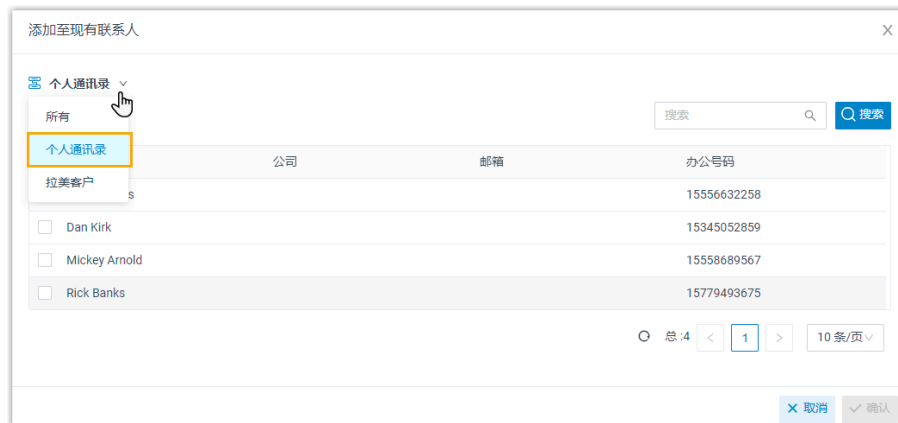 添加至现有联系人
个人通讯录
所有
搜索 搜索
个人通讯录
公司 邮箱 办公号码
拉美客户
s 15556632258
Dan Kirk 15345052859
Mickey Arnold 15558689567
Rick Banks 15779493675
总:4 < 1 > 10 条/页
取消 确认